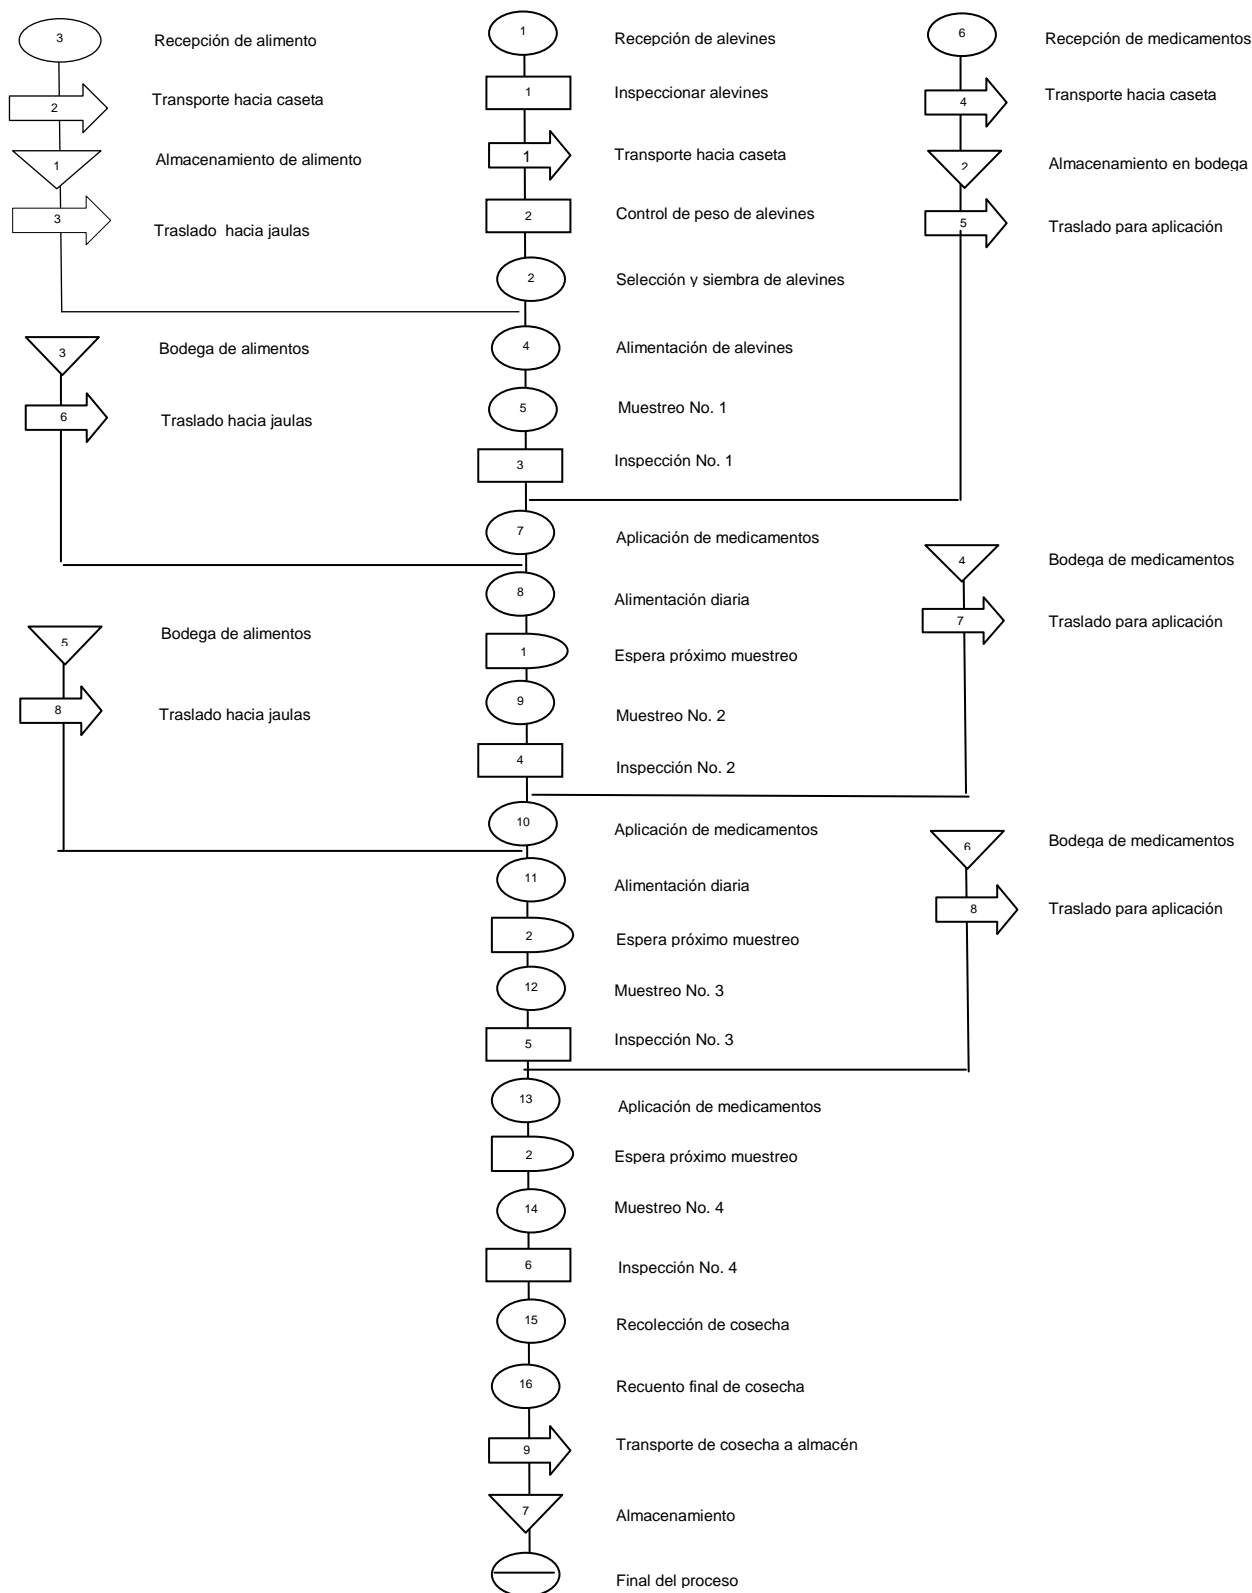 3 Recepción de alimento
2 Transporte hacia caseta
1 Almacenamiento de alimento
3 Traslado hacia jaulas
3 Bodega de alimentos
6 Traslado hacia jaulas
5 Bodega de alimentos
8 Traslado hacia jaulas
1 Recepción de alevines
1 Inspeccionar alevines
1 Transporte hacia caseta
2 Control de peso de alevines
2 Selección y siembra de alevines
4 Alimentación de alevines
5 Muestreo No. 1
3 Inspección No. 1
7 Aplicación de medicamentos
8 Alimentación diaria
1 Espera próximo muestreo
9 Muestreo No. 2
4 Inspección No. 2
10 Aplicación de medicamentos
11 Alimentación diaria
2 Espera próximo muestreo
12 Muestreo No. 3
5 Inspección No. 3
13 Aplicación de medicamentos
2 Espera próximo muestreo
14 Muestreo No. 4
6 Inspección No. 4
15 Recolección de cosecha
16 Recuento final de cosecha
9 Transporte de cosecha a almacén
7 Almacenamiento
Final del proceso
6 Recepción de medicamentos
4 Transporte hacia caseta
2 Almacenamiento en bodega
5 Traslado para aplicación
4 Bodega de medicamentos
7 Traslado para aplicación
6 Bodega de medicamentos
8 Traslado para aplicación